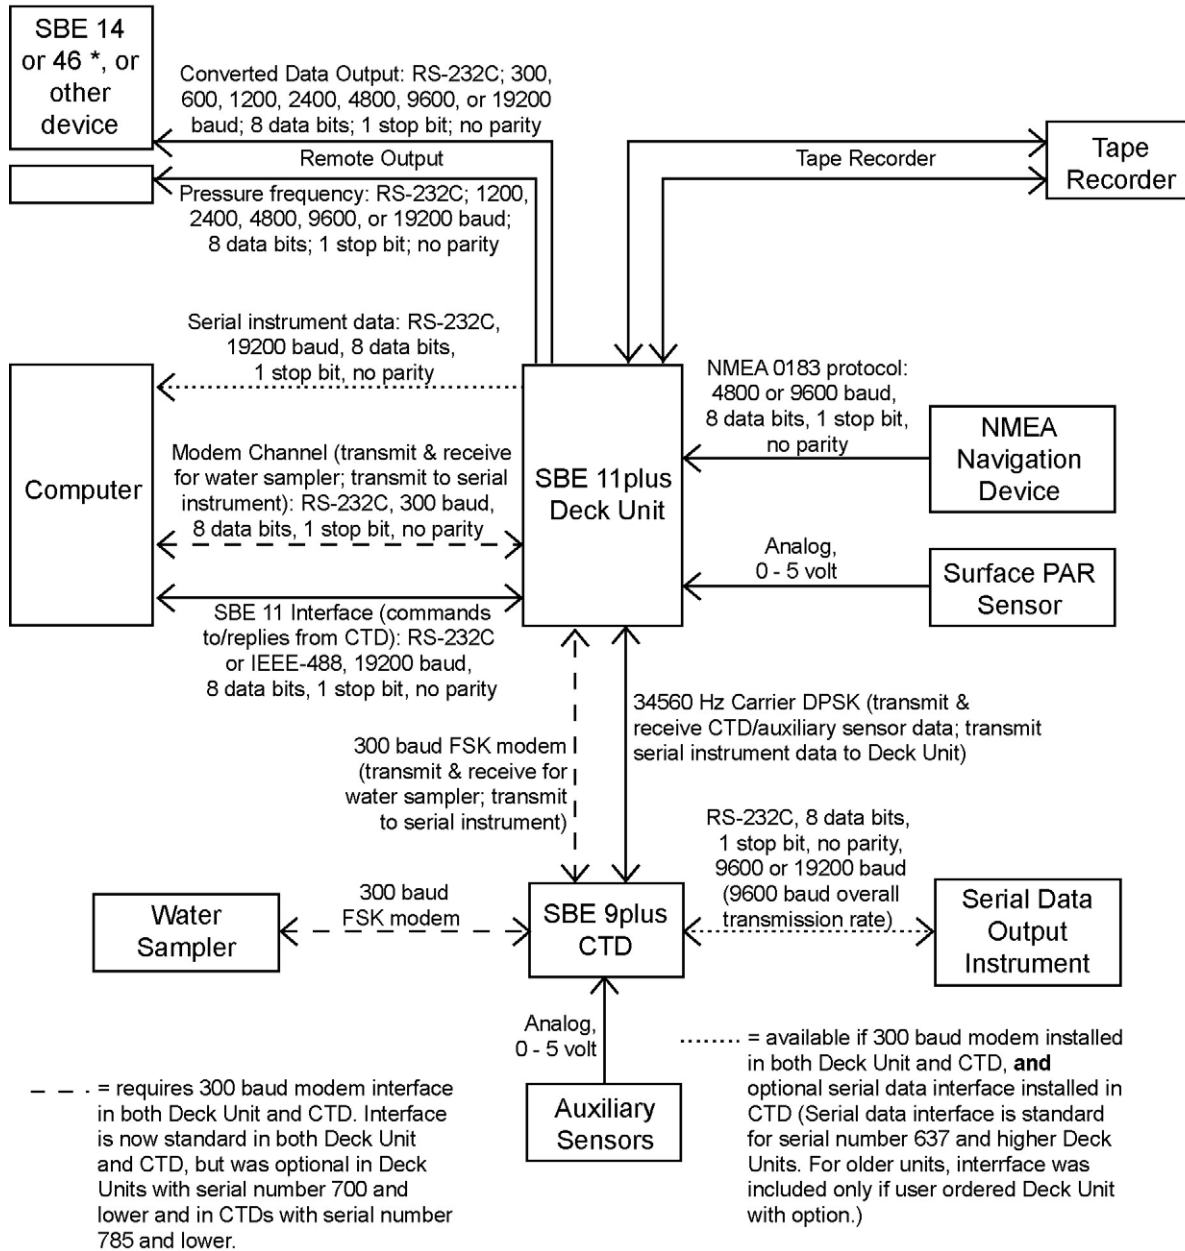 SBE 14
or 46 *, or
other
device
Converted Data Output: RS-232C; 300,
600, 1200, 2400, 4800, 9600, or 19200
baud; 8 data bits; 1 stop bit; no parity
Remote Output
Pressure frequency: RS-232C; 1200,
2400, 4800, 9600, or 19200 baud;
8 data bits; 1 stop bit; no parity
Tape Recorder
Tape
Recorder
Serial instrument data: RS-232C,
19200 baud, 8 data bits,
1 stop bit, no parity
Computer
Modem Channel (transmit & receive
for water sampler; transmit to serial
instrument): RS-232C, 300 baud,
8 data bits, 1 stop bit, no parity
SBE 11 Interface (commands
to/replies from CTD): RS-232C
or IEEE-488, 19200 baud,
8 data bits, 1 stop bit, no parity
SBE 11plus
Deck Unit
NMEA 0183 protocol:
4800 or 9600 baud,
8 data bits, 1 stop bit,
no parity
NMEA
Navigation
Device
Analog,
0 - 5 volt
Surface PAR
Sensor
34560 Hz Carrier DPSK (transmit &
receive CTD/auxiliary sensor data; transmit
serial instrument data to Deck Unit)
300 baud FSK modem
(transmit & receive for
water sampler; transmit
to serial instrument)
RS-232C, 8 data bits,
1 stop bit, no parity,
9600 or 19200 baud
(9600 baud overall
transmission rate)
Water
Sampler
300 baud
FSK modem
SBE 9plus
CTD
Serial Data
Output
Instrument
Analog,
0 - 5 volt
Auxiliary
Sensors
= requires 300 baud modem interface
in both Deck Unit and CTD. Interface
is now standard in both Deck Unit
and CTD, but was optional in Deck
Units with serial number 700 and
lower and in CTDs with serial number
785 and lower.
= available if 300 baud modem installed
in both Deck Unit and CTD, and
optional serial data interface installed in
CTD (Serial data interface is standard
for serial number 637 and higher Deck
Units. For older units, interrface was
included only if user ordered Deck Unit
with option.)